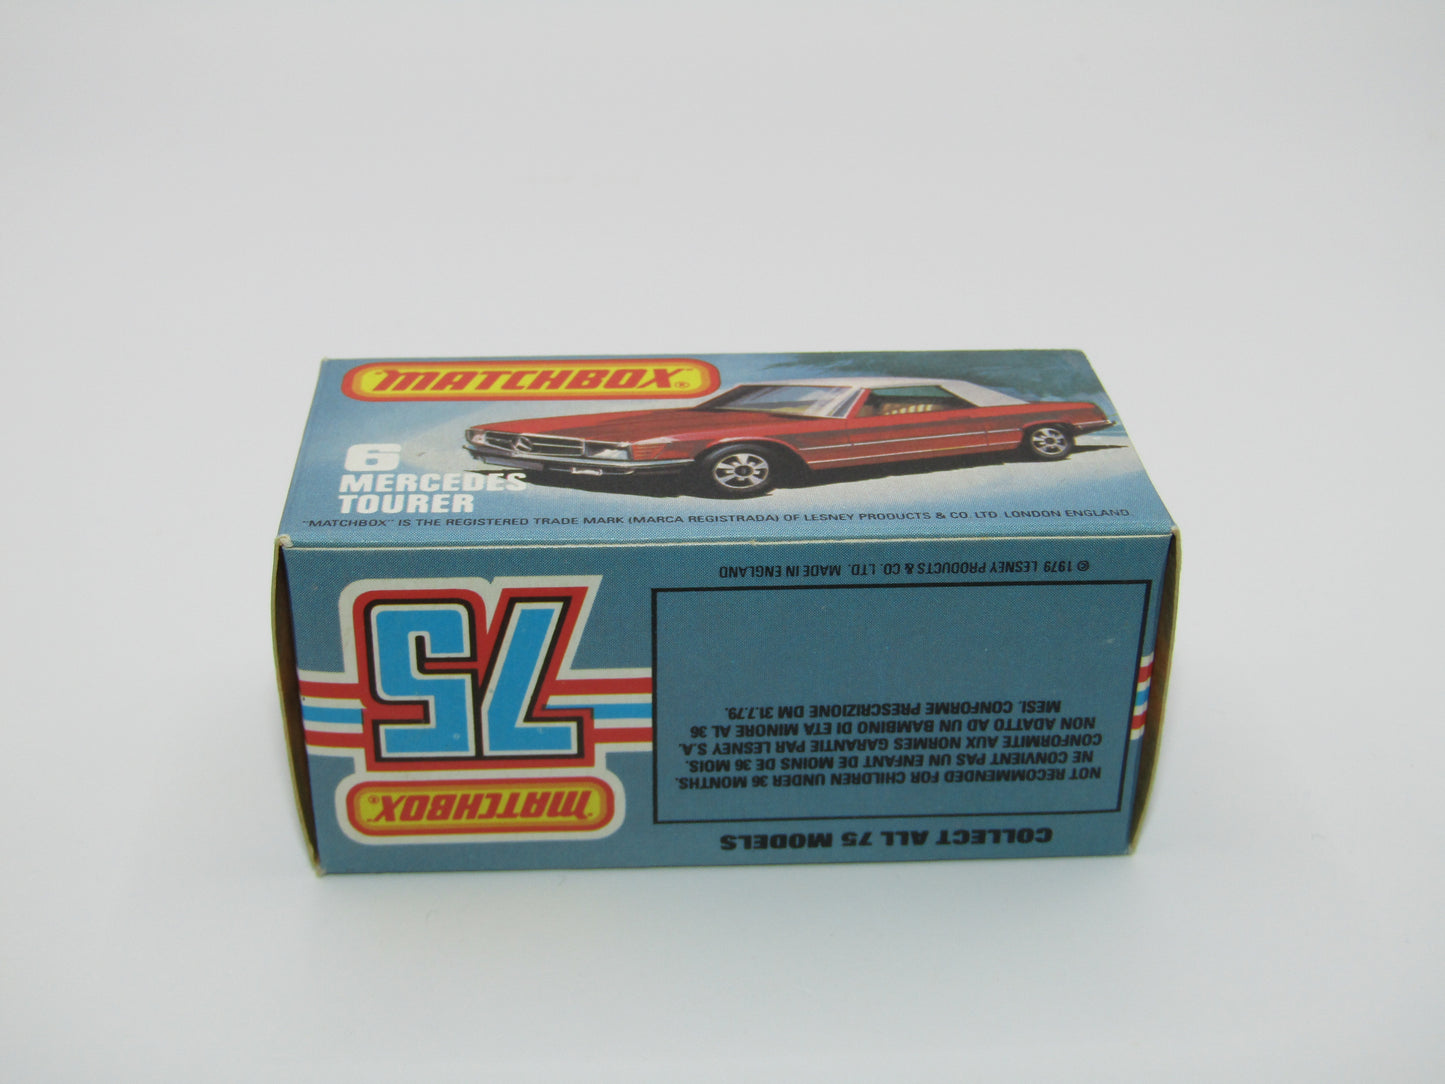 "MATCHBOX"®
6
MERCEDES
TOURER
"MATCHBOX" IS THE REGISTERED TRADE MARK (MARCA REGISTRADA) OF LESNEY PRODUCTS & CO. LTD. LONDON ENGLAND.
COLLECT ALL 75 MODELS
"MATCHBOX"®
75
NOT RECOMMENDED FOR CHILDREN UNDER 36 MONTHS.
NE CONVIENT PAS UN ENFANT DE MOINS DE 36 MOIS.
CONFORMITE AUX NORMES GARANTIE PAR LESNEY S.A.
NON ADATTO AD UN BAMBINO DI ETA MINORE AL 36
MESI. CONFORME PRESCRIZIONE DM 31.7.79.
© 1979 LESNEY PRODUCTS & CO. LTD. MADE IN ENGLAND